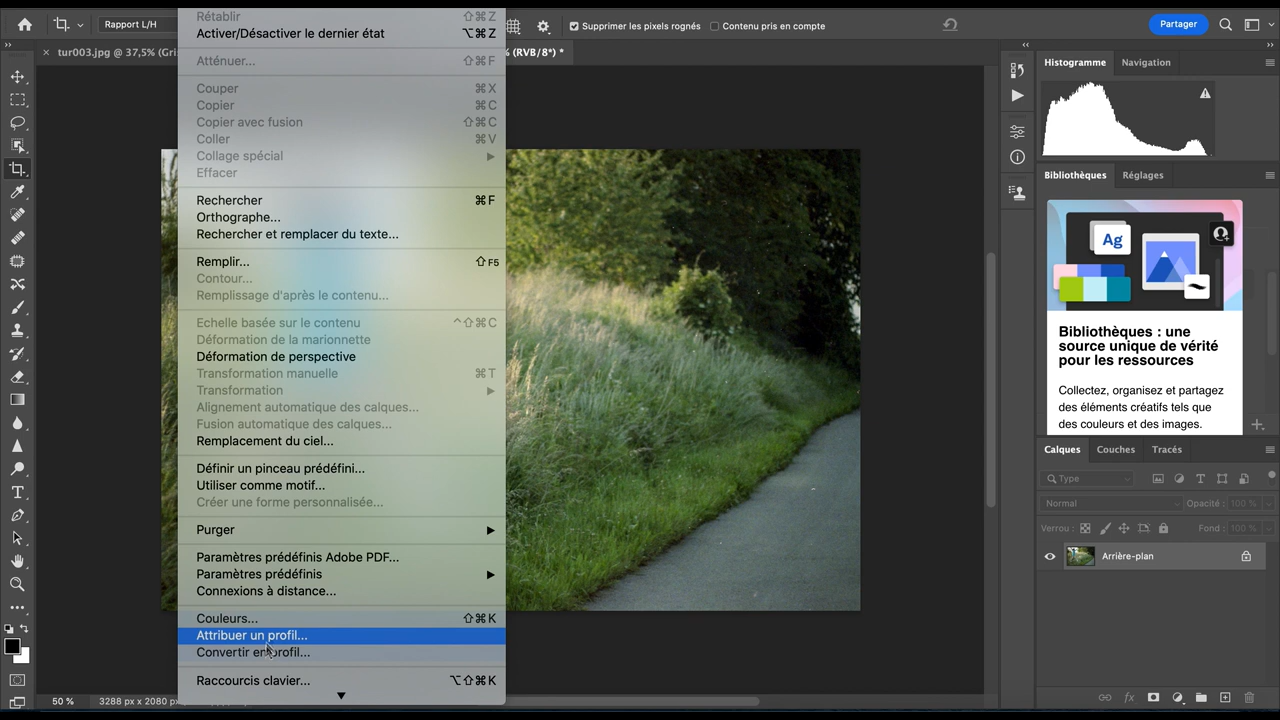 Rapport L/H
Supprimer les pixels rognés
Contenu pris en compte
Partager
tur003.jpg @ 37,5% (Gri
% (RVB/8*) *
Rétablir ⇧⌘Z
Activer/Désactiver le dernier état ⌥⌘Z
Atténuer... ⇧⌘F
Couper ⌘X
Copier ⌘C
Copier avec fusion ⇧⌘C
Coller ⌘V
Collage spécial
Effacer
Rechercher ⌘F
Orthographe...
Rechercher et remplacer du texte...
Remplir... ⇧F5
Contour...
Remplissage d'après le contenu...
Echelle basée sur le contenu ^⇧⌘C
Déformation de la marionnette
Déformation de perspective
Transformation manuelle ⌘T
Transformation
Alignement automatique des calques...
Fusion automatique des calques...
Remplacement du ciel...
Définir un pinceau prédéfini...
Utiliser comme motif...
Créer une forme personnalisée...
Purger
Paramètres prédéfinis Adobe PDF...
Paramètres prédéfinis
Connexions à distance...
Couleurs... ⇧⌘K
Attribuer un profil...
Convertir en profil...
Raccourcis clavier... ⌥⇧⌘K
50 %
3288 px x 2080 px
Histogramme
Navigation
Bibliothèques
Réglages
Ag
Bibliothèques : une
source unique de vérité
pour les ressources
Collectez, organisez et partagez
des éléments créatifs tels que
des couleurs et des images.
Calques
Couches
Tracés
Type
Normal
Opacité : 100 %
Verrou :
Fond : 100 %
Arrière-plan
fx